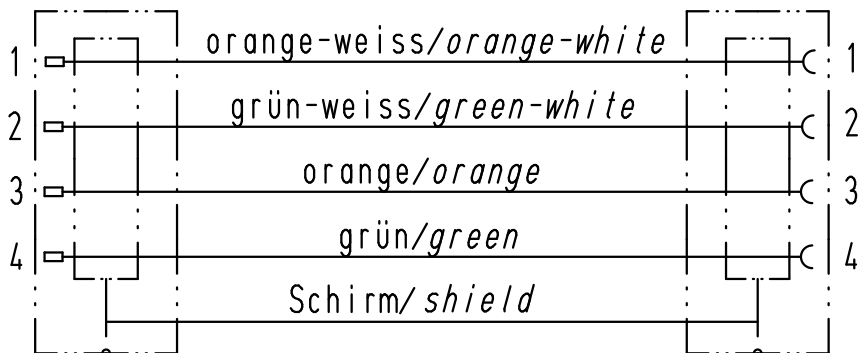 1 orange-weiss/orange-white 1
2 grün-weiss/green-white 2
3 orange/orange 3
4 grün/green 4
Schirm/shield